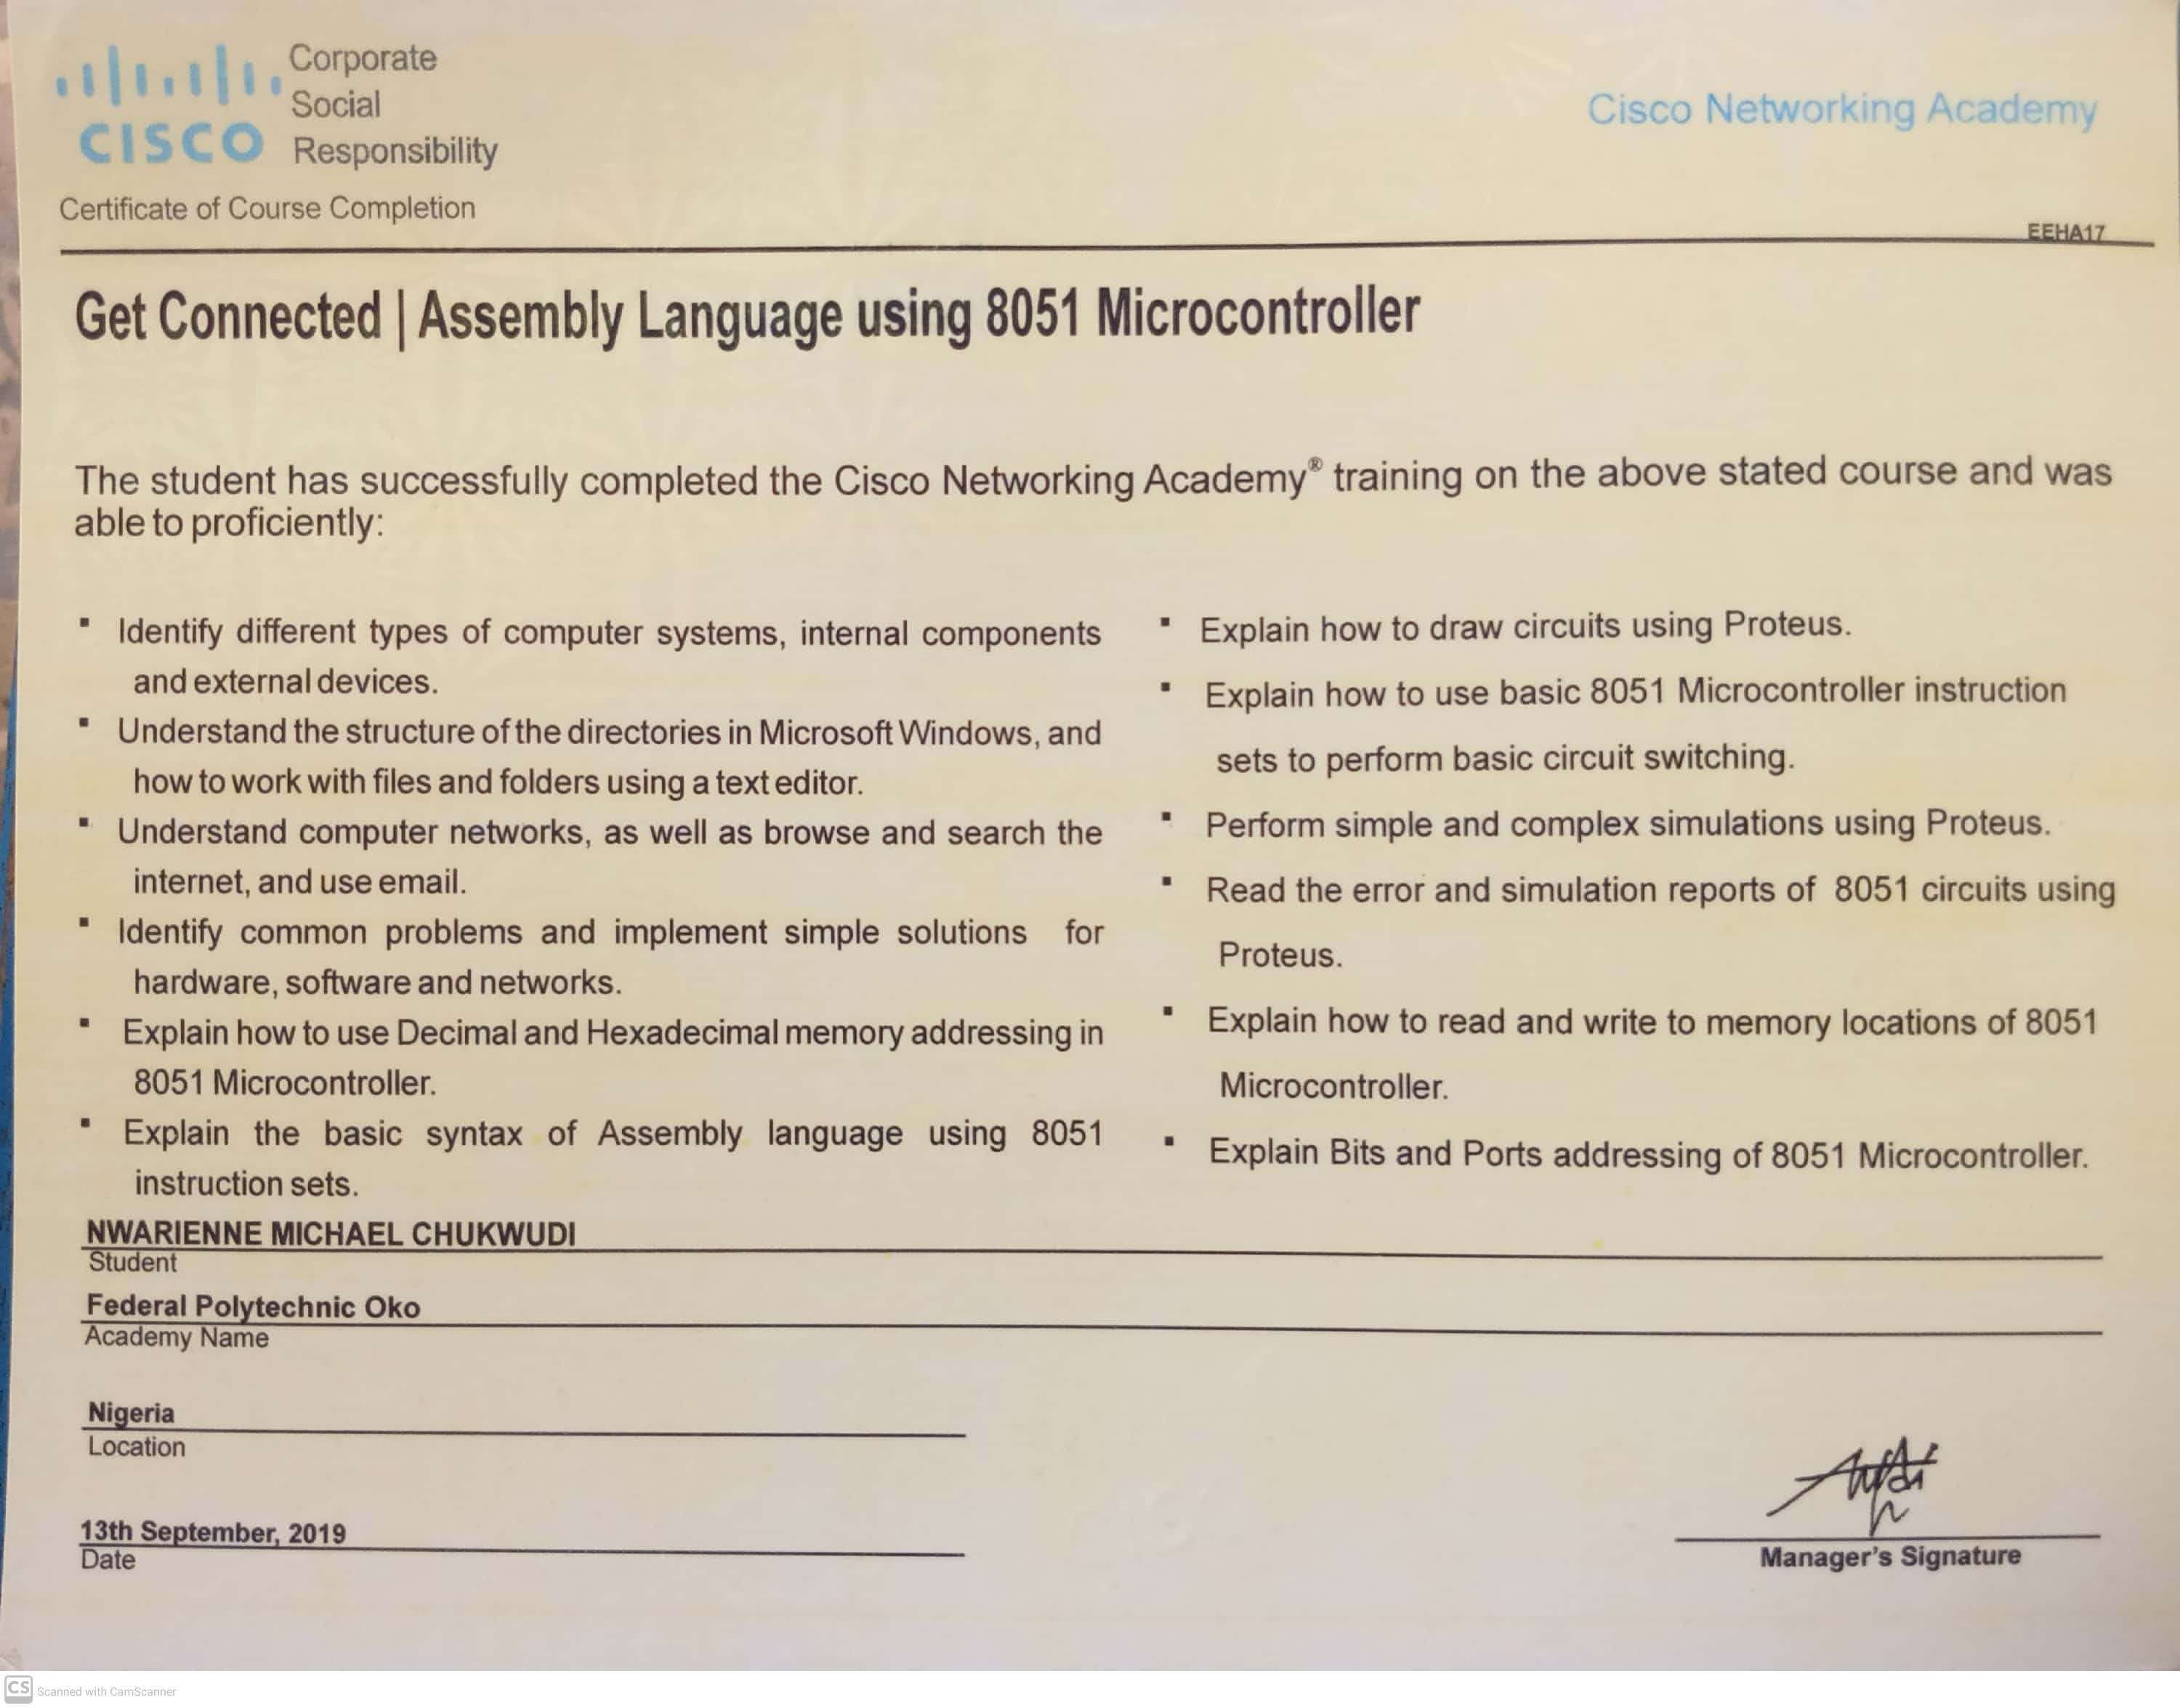 Corporate
Social
Responsibility
CISCO
Cisco Networking Academy
Certificate of Course Completion
EEHA17
Get Connected | Assembly Language using 8051 Microcontroller
The student has successfully completed the Cisco Networking Academy® training on the above stated course and was
able to proficiently:
▪ Identify different types of computer systems, internal components
and external devices.
▪ Understand the structure of the directories in Microsoft Windows, and
how to work with files and folders using a text editor.
▪ Understand computer networks, as well as browse and search the
internet, and use email.
▪ Identify common problems and implement simple solutions for
hardware, software and networks.
▪ Explain how to use Decimal and Hexadecimal memory addressing in
8051 Microcontroller.
▪ Explain the basic syntax of Assembly language using 8051
instruction sets.
▪ Explain how to draw circuits using Proteus.
▪ Explain how to use basic 8051 Microcontroller instruction
sets to perform basic circuit switching.
▪ Perform simple and complex simulations using Proteus.
▪ Read the error and simulation reports of 8051 circuits using
Proteus.
▪ Explain how to read and write to memory locations of 8051
Microcontroller.
▪ Explain Bits and Ports addressing of 8051 Microcontroller.
NWARIENNE MICHAEL CHUKWUDI
Student
Federal Polytechnic Oko
Academy Name
Nigeria
Location
13th September, 2019
Date
Manager's Signature
CS Scanned with CamScanner